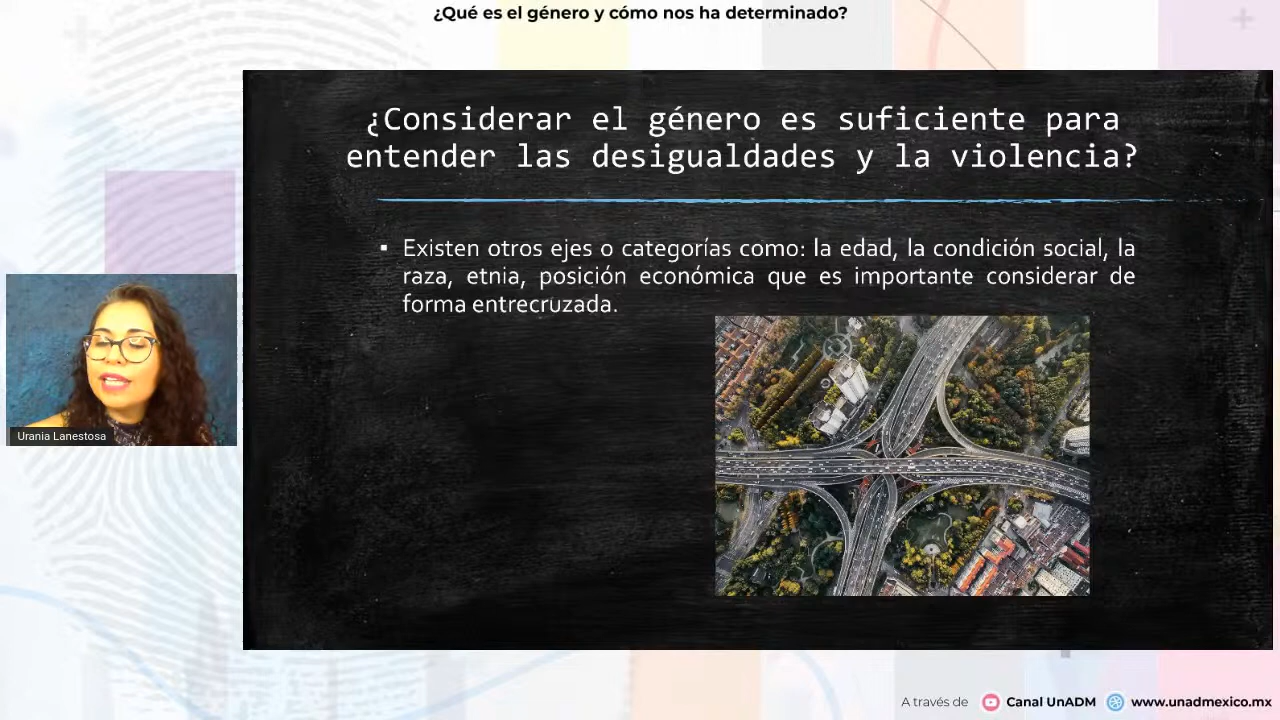 ¿Qué es el género y cómo nos ha determinado?
¿Considerar el género es suficiente para
entender las desigualdades y la violencia?
▪ Existen otros ejes o categorías como: la edad, la condición social, la
raza, etnia, posición económica que es importante considerar de
forma entrecruzada.
Urania Lanestosa
A través de Canal UnADM www.unadmexico.mx